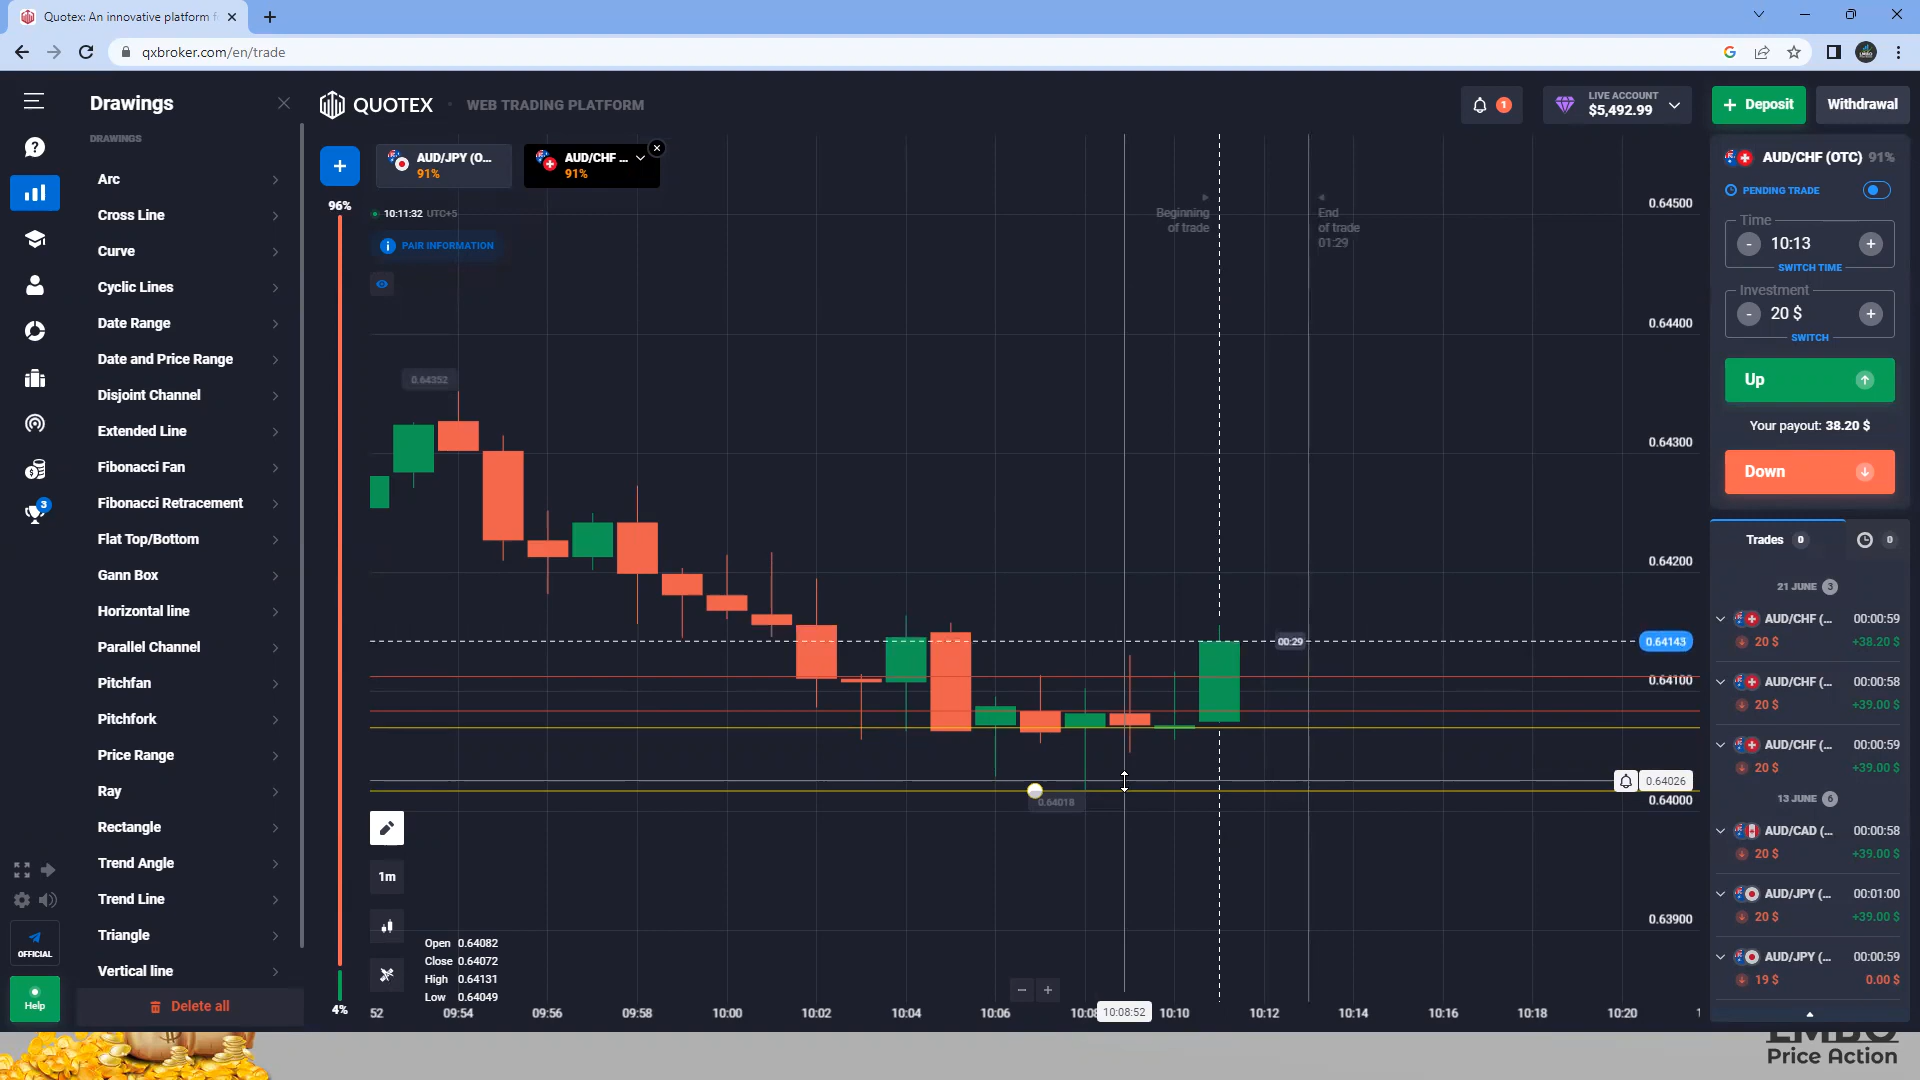 Quotex: An innovative platform f
qxbroker.com/en/trade
Drawings
QUOTEX
WEB TRADING PLATFORM
1
LIVE ACCOUNT
$5,492.99
+ Deposit
Withdrawal
DRAWINGS
Arc
Cross Line
Curve
Cyclic Lines
Date Range
Date and Price Range
Disjoint Channel
Extended Line
Fibonacci Fan
Fibonacci Retracement
Flat Top/Bottom
Gann Box
Horizontal line
Parallel Channel
Pitchfan
Pitchfork
Price Range
Ray
Rectangle
Trend Angle
Trend Line
Triangle
Vertical line
Delete all
3
OFFICIAL
Help
+
AUD/JPY (O...
91%
AUD/CHF ...
91%
96%
4%
10:11:32 UTC+5
PAIR INFORMATION
Beginning
of trade
End
of trade
01:29
0.64352
0.64018
00:29
0.64500
0.64400
0.64300
0.64200
0.64143
0.64100
0.64026
0.64000
0.63900
1m
Open 0.64082
Close 0.64072
High 0.64131
Low 0.64049
52
09:54
09:56
09:58
10:00
10:02
10:04
10:06
10:08
10:08:52
10:10
10:12
10:14
10:16
10:18
10:20
1
AUD/CHF (OTC) 91%
PENDING TRADE
Time
- 10:13 +
SWITCH TIME
Investment
- 20 $ +
SWITCH
Up
Your payout: 38.20 $
Down
Trades 0
0
21 JUNE 3
AUD/CHF (... 00:00:59
20 $ +38.20 $
AUD/CHF (... 00:00:58
20 $ +39.00 $
AUD/CHF (... 00:00:59
20 $ +39.00 $
13 JUNE 6
AUD/CAD (... 00:00:58
20 $ +39.00 $
AUD/JPY (... 00:01:00
20 $ +39.00 $
AUD/JPY (... 00:00:59
19 $ 0.00 $
Price Action